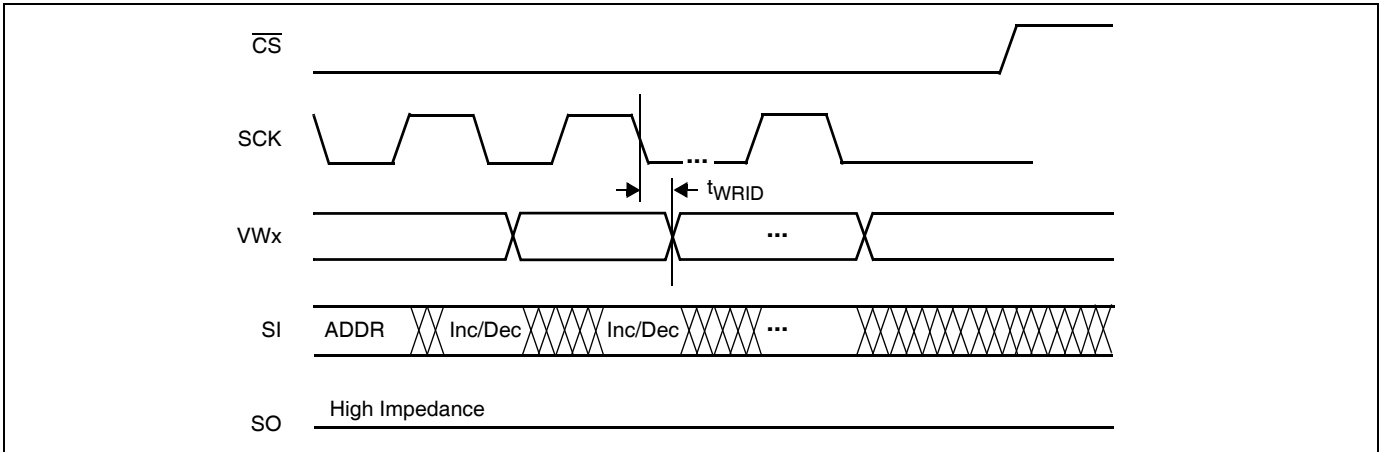 CS
SCK
...
tWRID
VWx
...
SI ADDR Inc/Dec Inc/Dec ...
High Impedance
SO